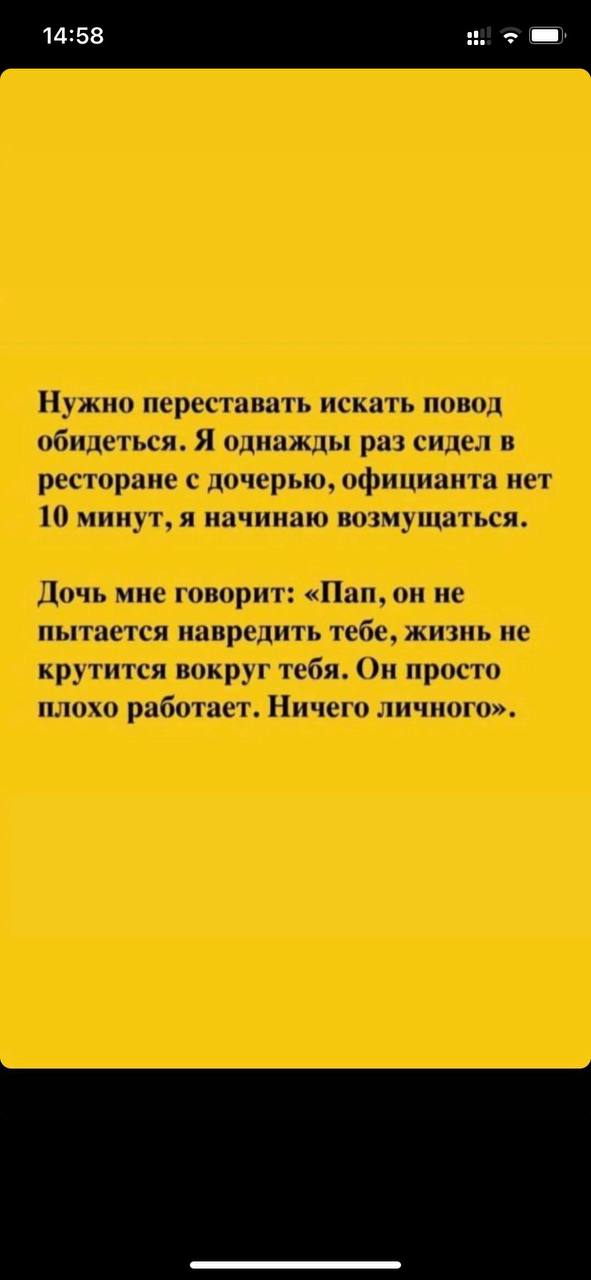 14:58
Нужно переставать искать повод
обидеться. Я однажды раз сидел в
ресторане с дочерью, официанта нет
10 минут, я начинаю возмущаться.
Дочь мне говорит: «Пап, он не
пытается навредить тебе, жизнь не
крутится вокруг тебя. Он просто
плохо работает. Ничего личного».